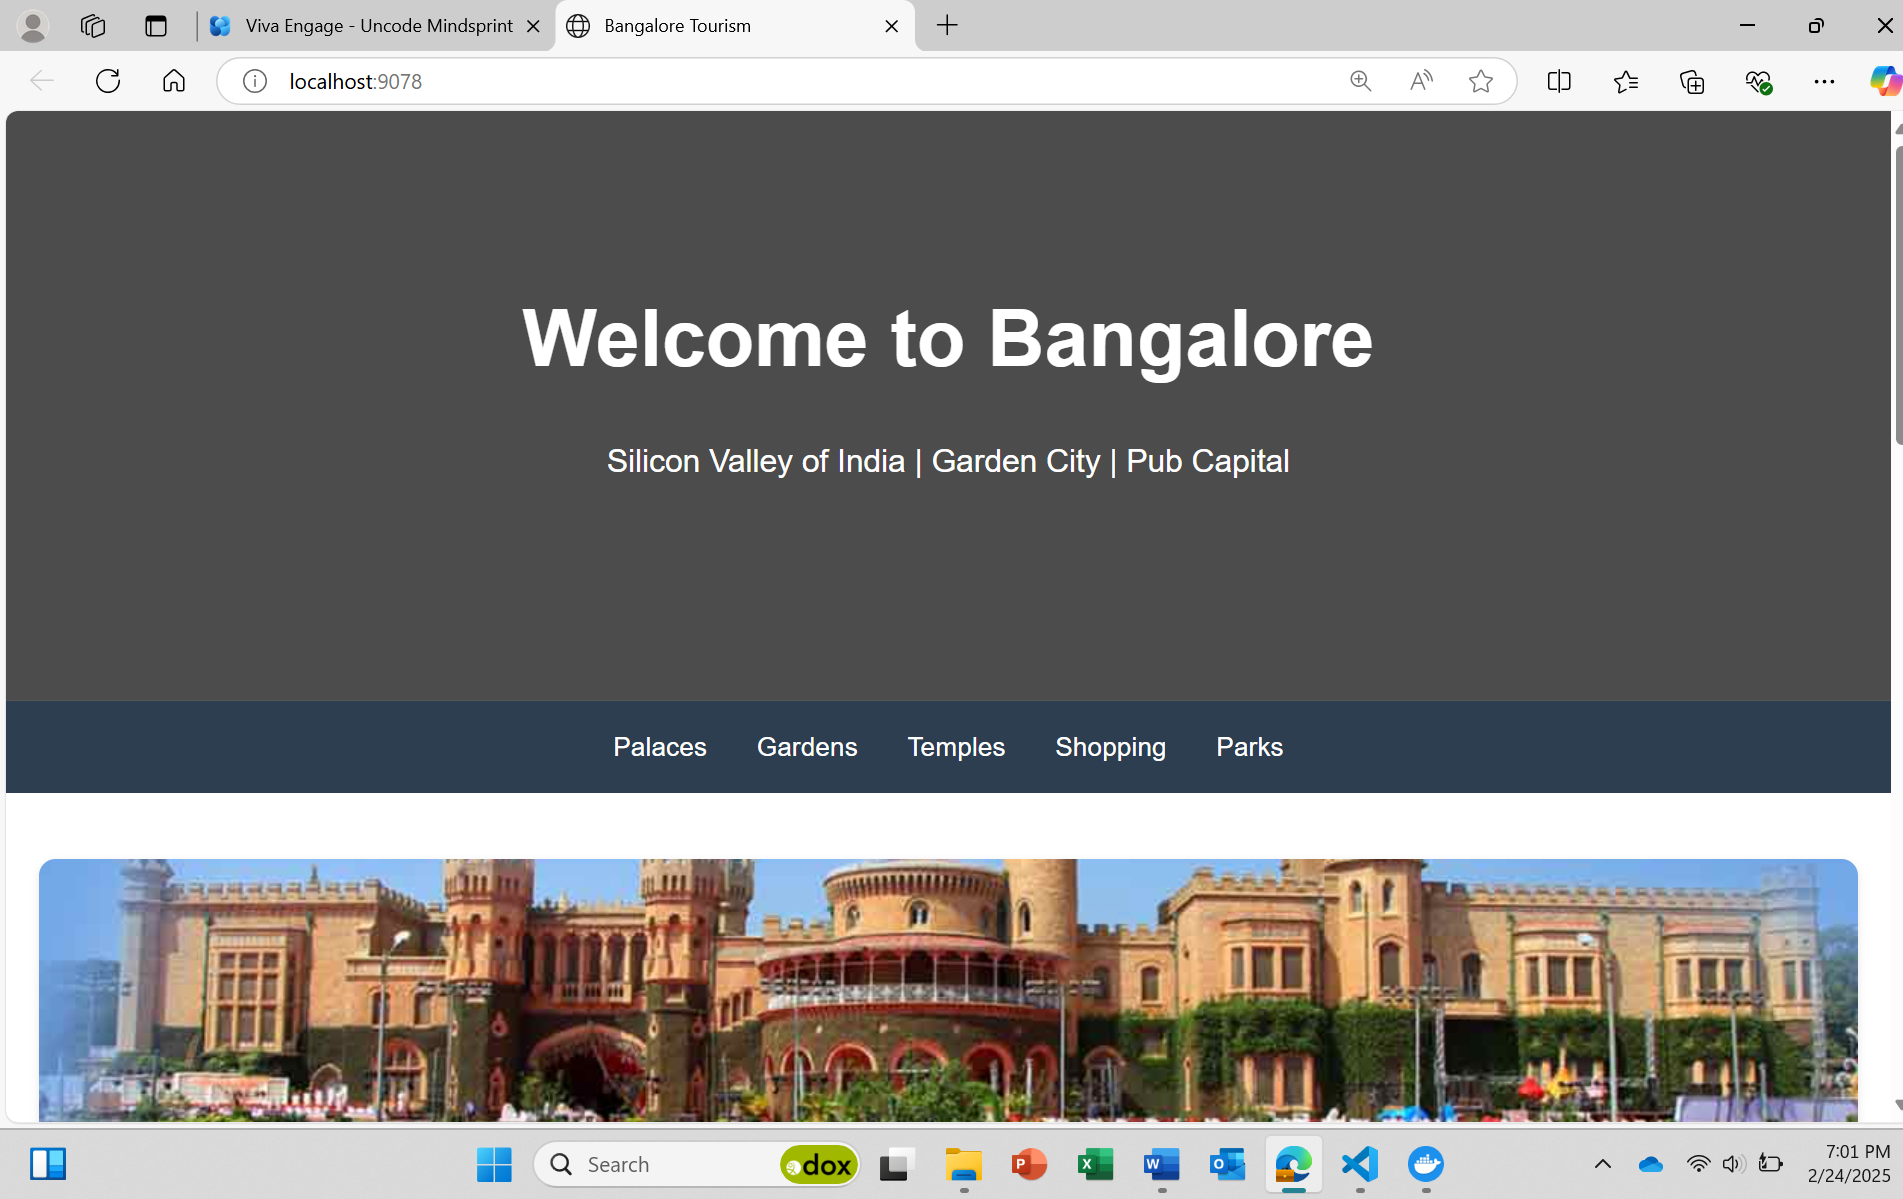 Viva Engage - Uncode Mindsprint
Bangalore Tourism
localhost:9078
Welcome to Bangalore
Silicon Valley of India | Garden City | Pub Capital
Palaces
Gardens
Temples
Shopping
Parks
Search
odox
7:01 PM
2/24/2025